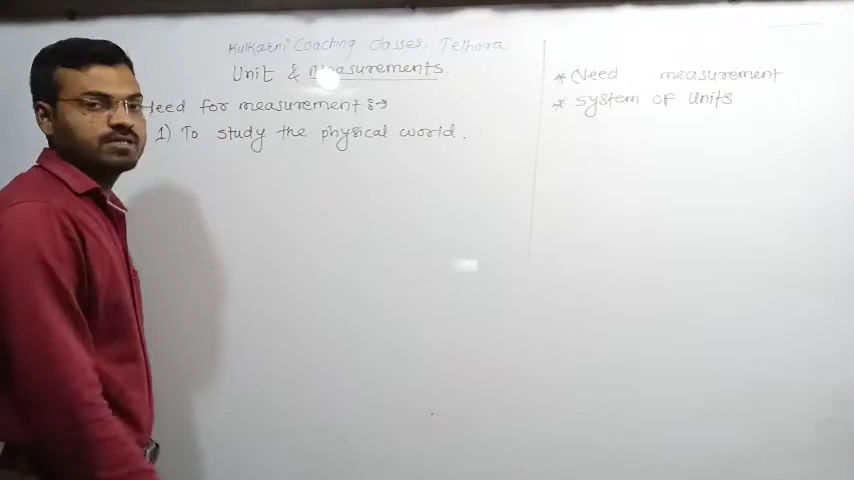 Kulkarni Coaching Classes, Telhara.
Unit & Measurements.
Need for measurement :→
1) To study the physical world.
* Need measurement
* System of Units